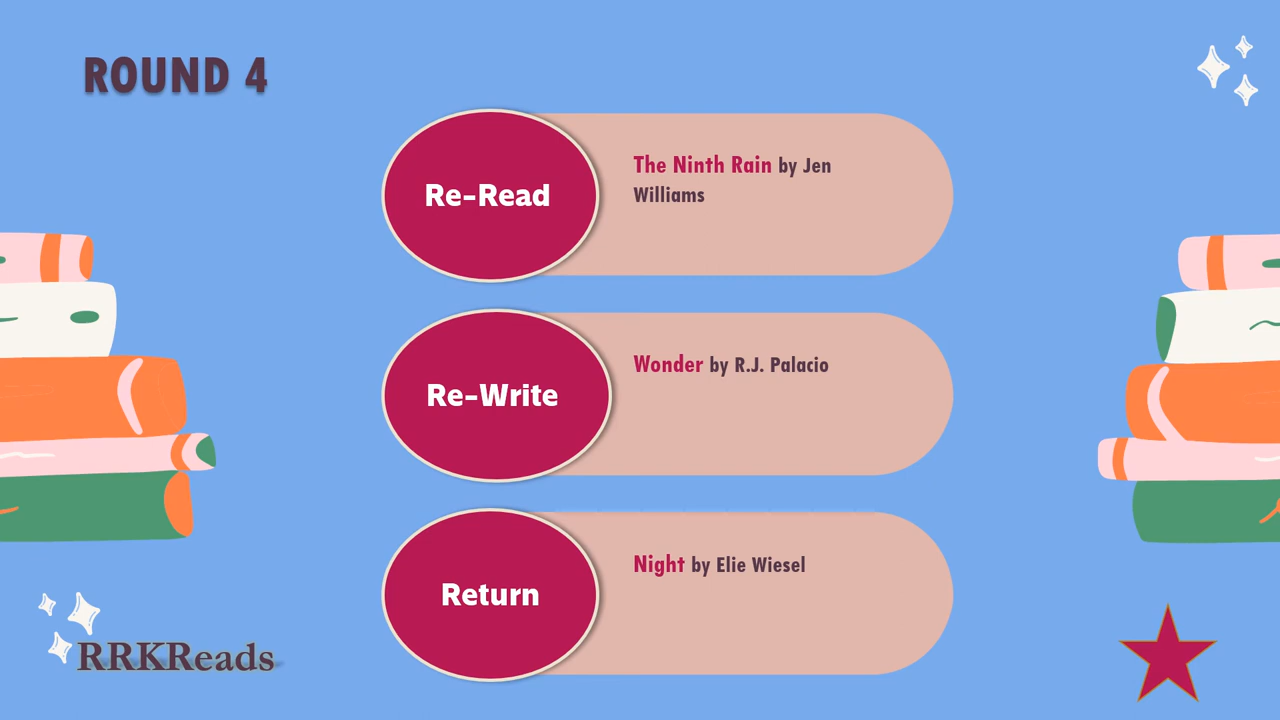 ROUND 4
Re-Read
The Ninth Rain by Jen
Williams
Re-Write
Wonder by R.J. Palacio
Return
Night by Elie Wiesel
RRKReads